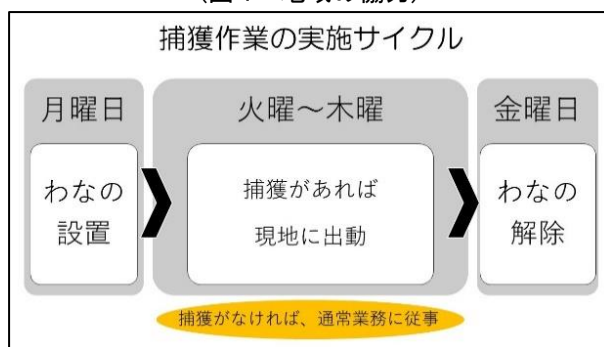 捕獲作業の実施サイクル
月曜日
わなの
設置
火曜～木曜
捕獲があれば
現地に出動
金曜日
わなの
解除
捕獲がなければ、通常業務に従事